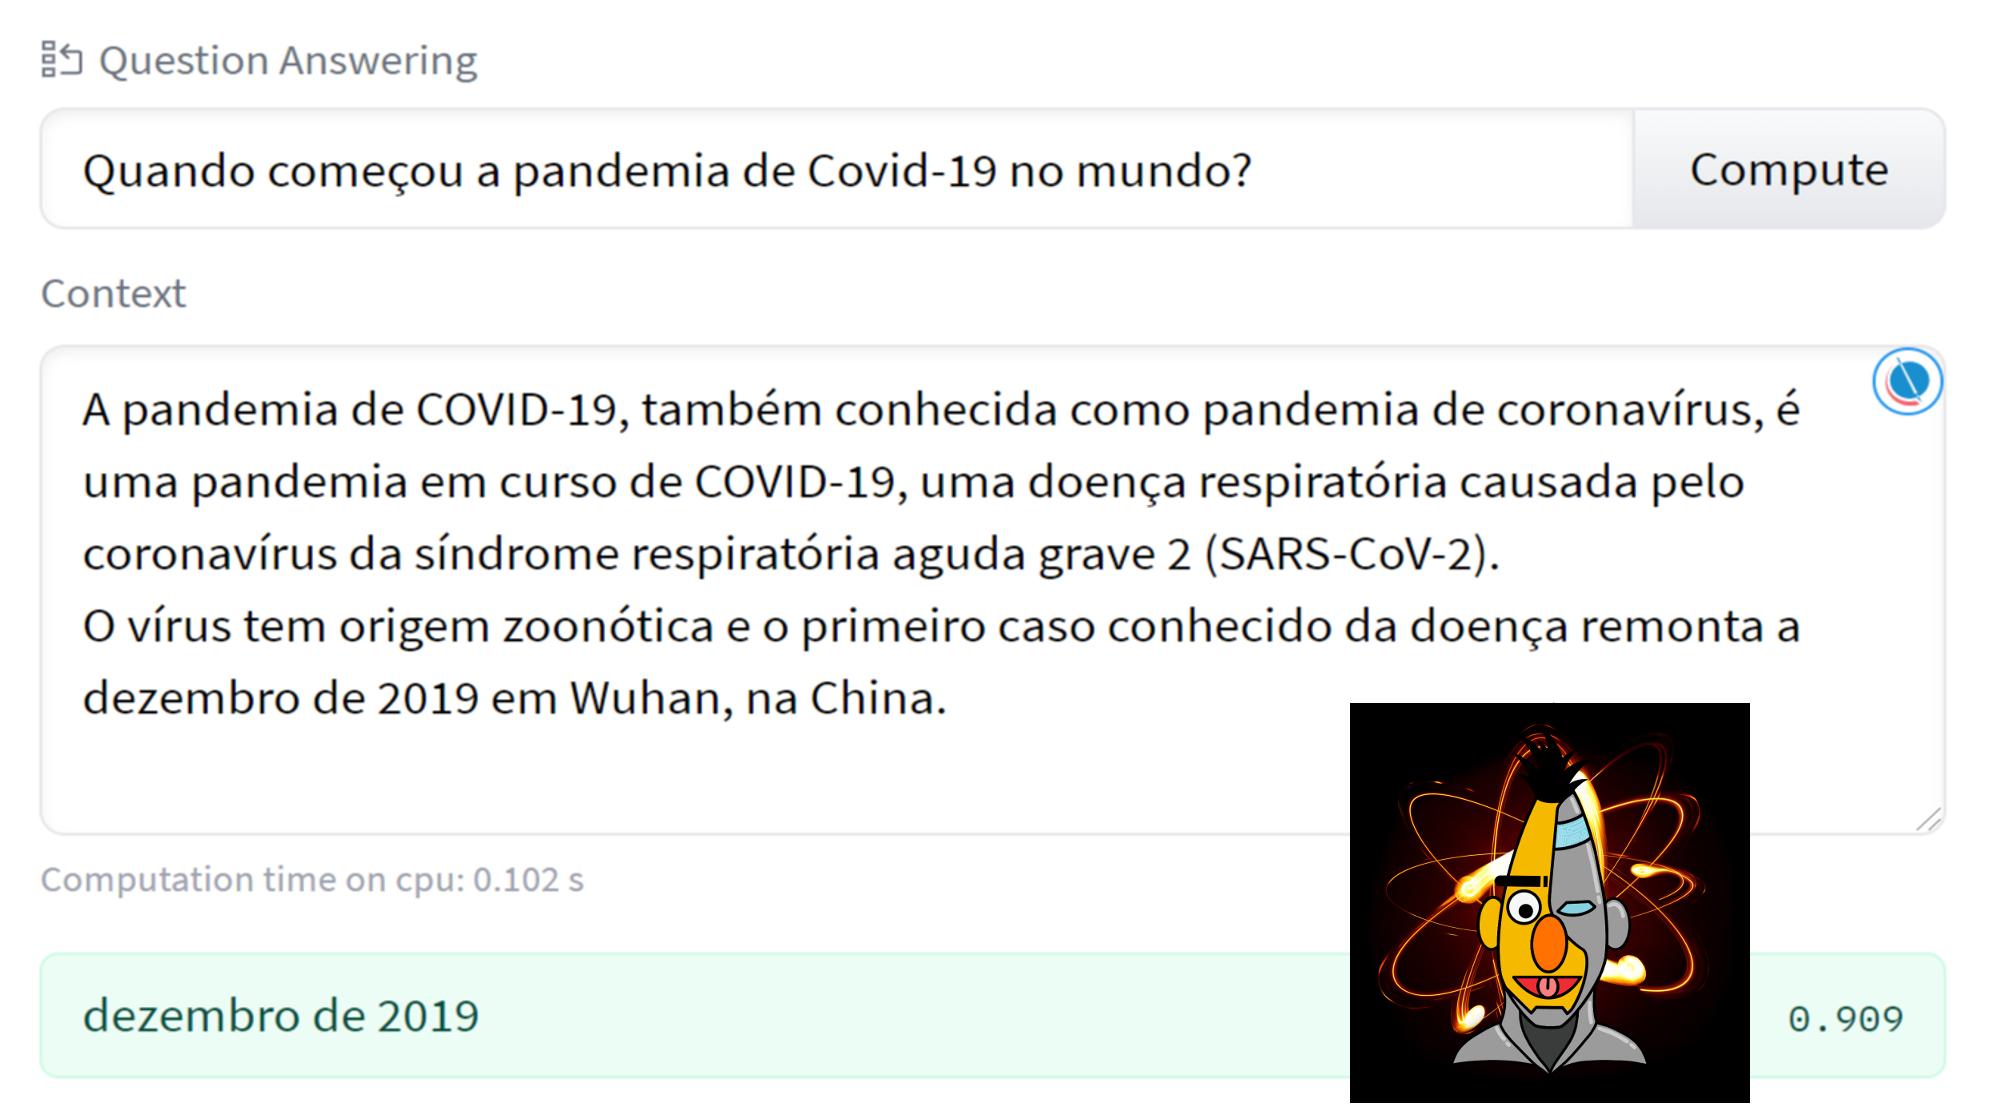 Question Answering
Quando começou a pandemia de Covid-19 no mundo?
Compute
Context
A pandemia de COVID-19, também conhecida como pandemia de coronavírus, é
uma pandemia em curso de COVID-19, uma doença respiratória causada pelo
coronavírus da síndrome respiratória aguda grave 2 (SARS-CoV-2).
O vírus tem origem zoonótica e o primeiro caso conhecido da doença remonta a
dezembro de 2019 em Wuhan, na China.
Computation time on cpu: 0.102 s
dezembro de 2019
0.909